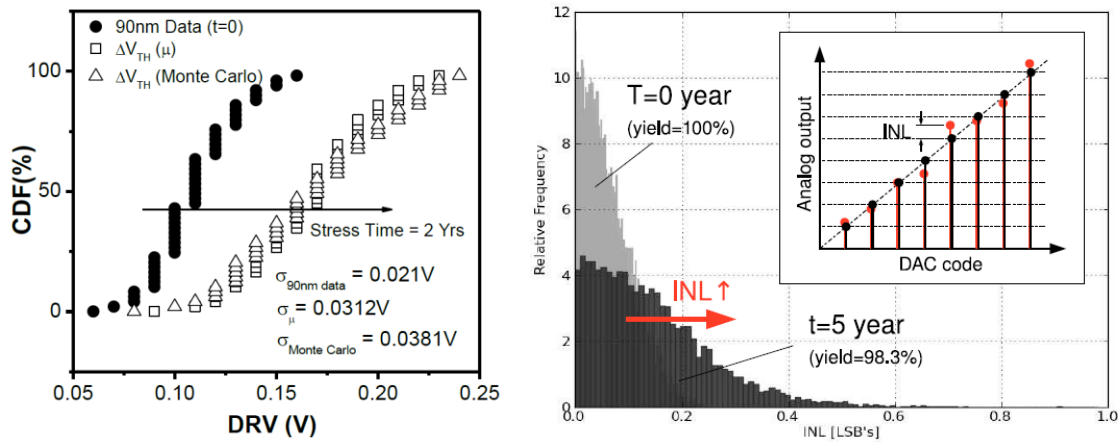 90nm Data (t=0)
ΔV_TH (μ)
ΔV_TH (Monte Carlo)
100
50
0
CDF(%)
Stress Time = 2 Yrs
σ_90nm data = 0.021V
σ_μ = 0.0312V
σ_Monte Carlo = 0.0381V
0.05
0.10
0.15
0.20
0.25
DRV (V)
12
10
8
6
4
2
0
Relative Frequency
T=0 year
(yield=100%)
INL ↑
t=5 year
(yield=98.3%)
Analog output
INL
DAC code
0.0
0.2
0.4
0.6
0.8
1.0
INL [LSB's]